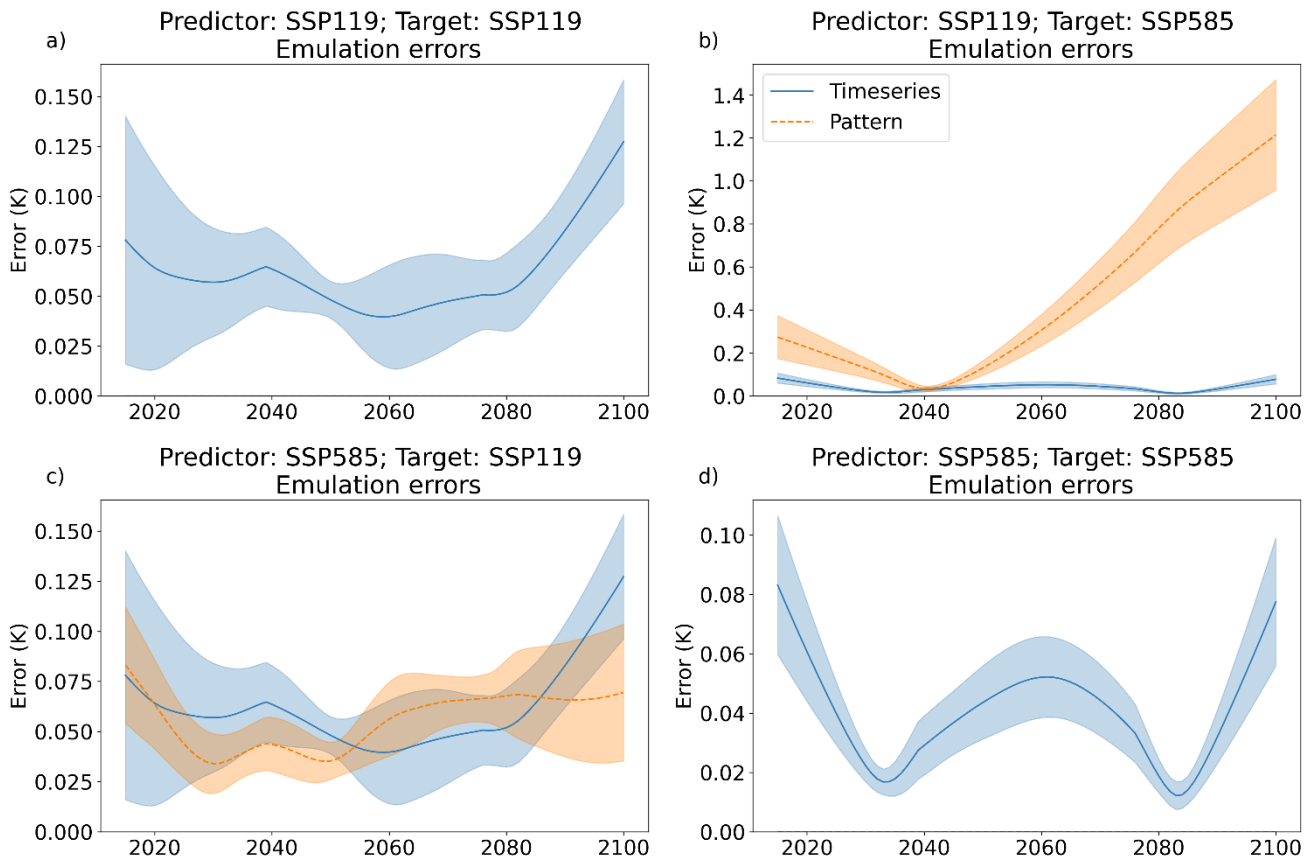 a)
Predictor: SSP119; Target: SSP119
Emulation errors
Error (K)
0.150
0.125
0.100
0.075
0.050
0.025
0.000
2020 2040 2060 2080 2100
b)
Predictor: SSP119; Target: SSP585
Emulation errors
Timeseries
Pattern
Error (K)
1.4
1.2
1.0
0.8
0.6
0.4
0.2
0.0
2020 2040 2060 2080 2100
c)
Predictor: SSP585; Target: SSP119
Emulation errors
Error (K)
0.150
0.125
0.100
0.075
0.050
0.025
0.000
2020 2040 2060 2080 2100
d)
Predictor: SSP585; Target: SSP585
Emulation errors
Error (K)
0.10
0.08
0.06
0.04
0.02
0.00
2020 2040 2060 2080 2100